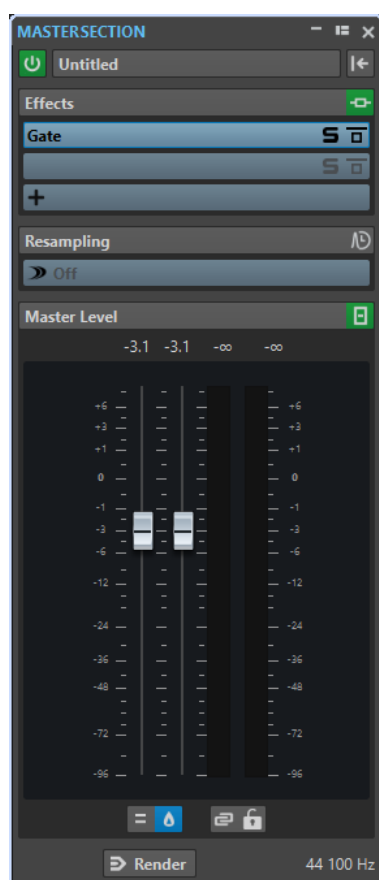 MASTERSECTION
Untitled
Effects
Gate S
S
+
Resampling
Off
Master Level
-3.1 -3.1 -∞ -∞
+6 +6
+3 +3
+1 +1
0 0
-1 -1
-3 -3
-6 -6
-12 -12
-24 -24
-36 -36
-48 -48
-72 -72
-96 -96
Render 44 100 Hz